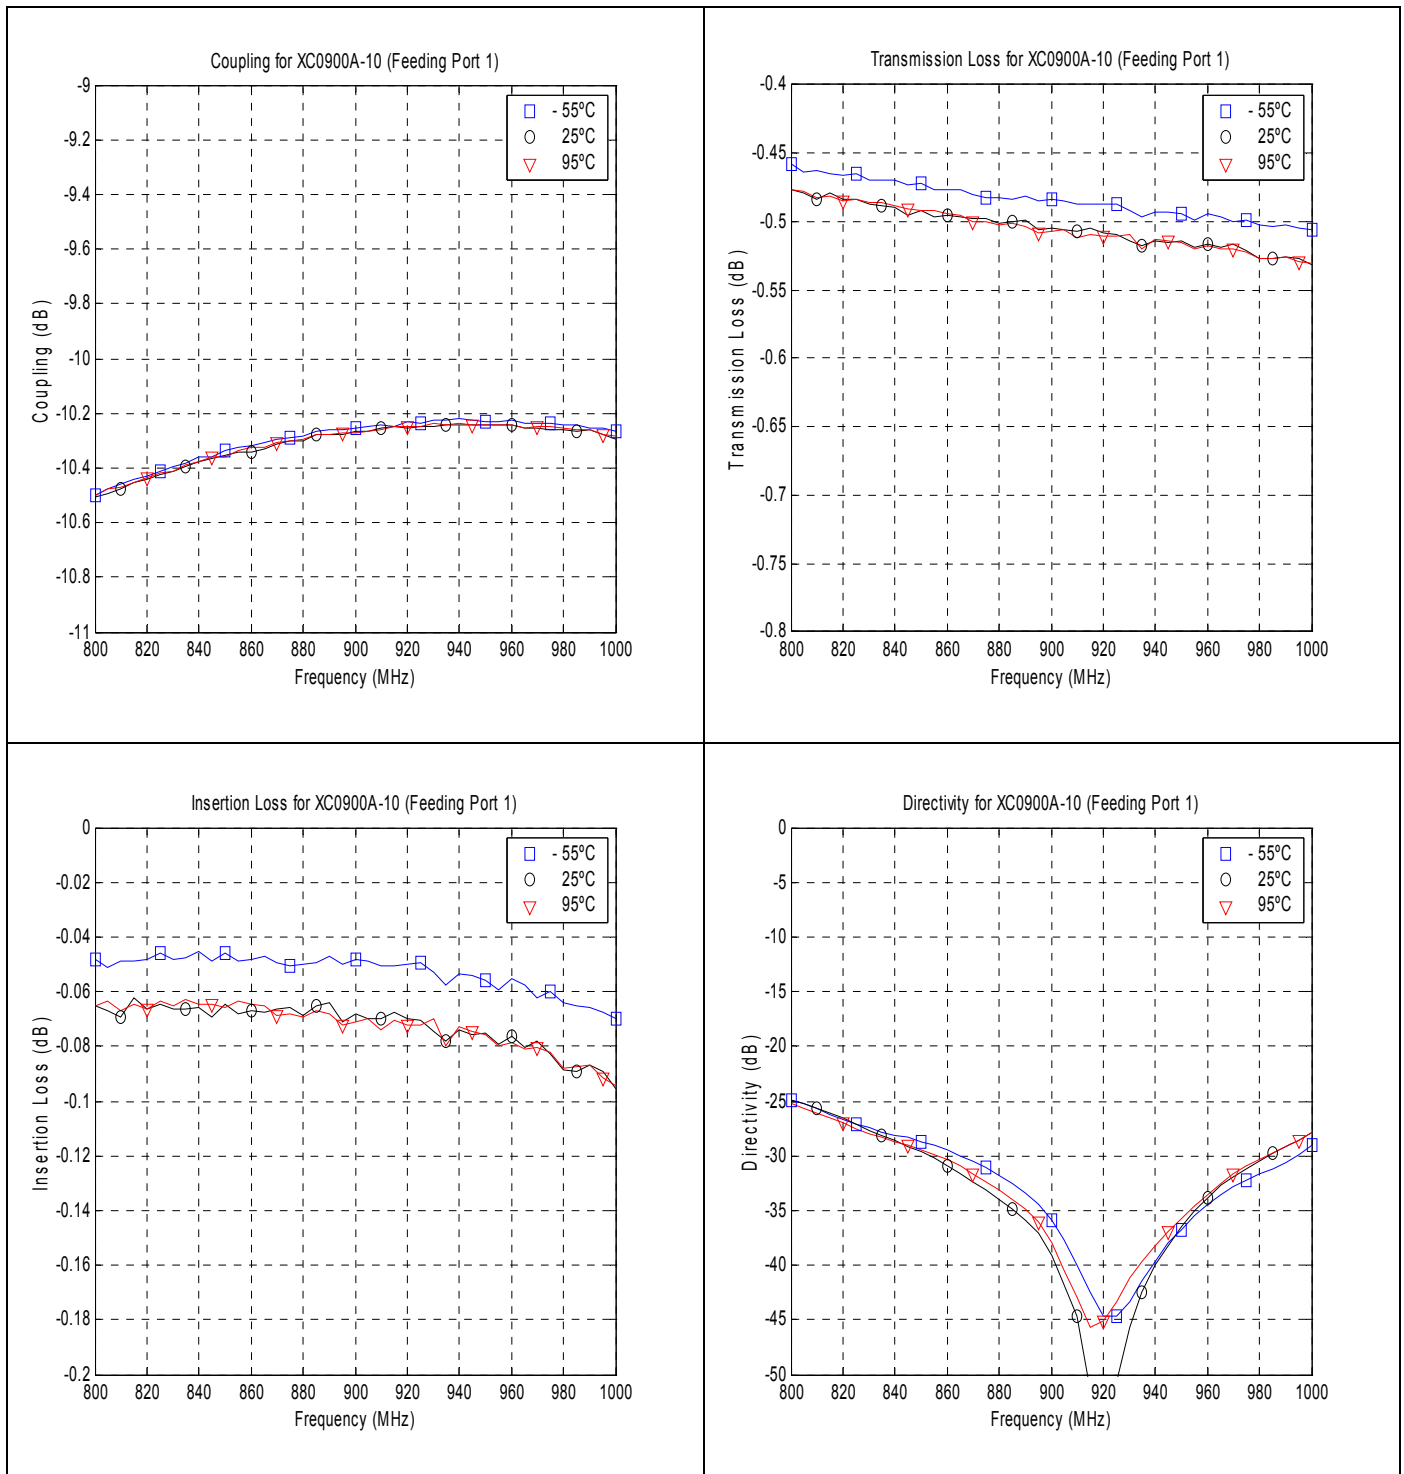 Coupling for XC0900A-10 (Feeding Port 1)
-9
-9.2
-9.4
-9.6
-9.8
-10
-10.2
-10.4
-10.6
-10.8
-11
Coupling (dB)
- 55ºC
25ºC
95ºC
800 820 840 860 880 900 920 940 960 980 1000
Frequency (MHz)
Transmission Loss for XC0900A-10 (Feeding Port 1)
-0.4
-0.45
-0.5
-0.55
-0.6
-0.65
-0.7
-0.75
-0.8
Transmission Loss (dB)
- 55ºC
25ºC
95ºC
800 820 840 860 880 900 920 940 960 980 1000
Frequency (MHz)
Insertion Loss for XC0900A-10 (Feeding Port 1)
0
-0.02
-0.04
-0.06
-0.08
-0.1
-0.12
-0.14
-0.16
-0.18
-0.2
Insertion Loss (dB)
- 55ºC
25ºC
95ºC
800 820 840 860 880 900 920 940 960 980 1000
Frequency (MHz)
Directivity for XC0900A-10 (Feeding Port 1)
0
-5
-10
-15
-20
-25
-30
-35
-40
-45
-50
Directivity (dB)
- 55ºC
25ºC
95ºC
800 820 840 860 880 900 920 940 960 980 1000
Frequency (MHz)